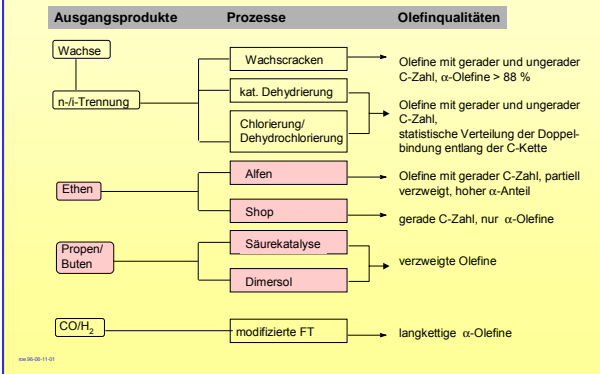 Ausgangsprodukte Prozesse Olefinqualitäten
Wachse
n-/i-Trennung
Wachscracken
Olefine mit gerader und ungerader
C-Zahl, α-Olefine > 88 %
kat. Dehydrierung
Chlorierung/
Dehydrochlorierung
Olefine mit gerader und ungerader
C-Zahl,
statistische Verteilung der Doppel-
bindung entlang der C-Kette
Ethen
Alfen
Olefine mit gerader C-Zahl, partiell
verzweigt, hoher α-Anteil
Shop
gerade C-Zahl, nur α-Olefine
Propen/
Buten
Säurekatalyse
Dimersol
verzweigte Olefine
CO/H₂
modifizierte FT
langkettige α-Olefine